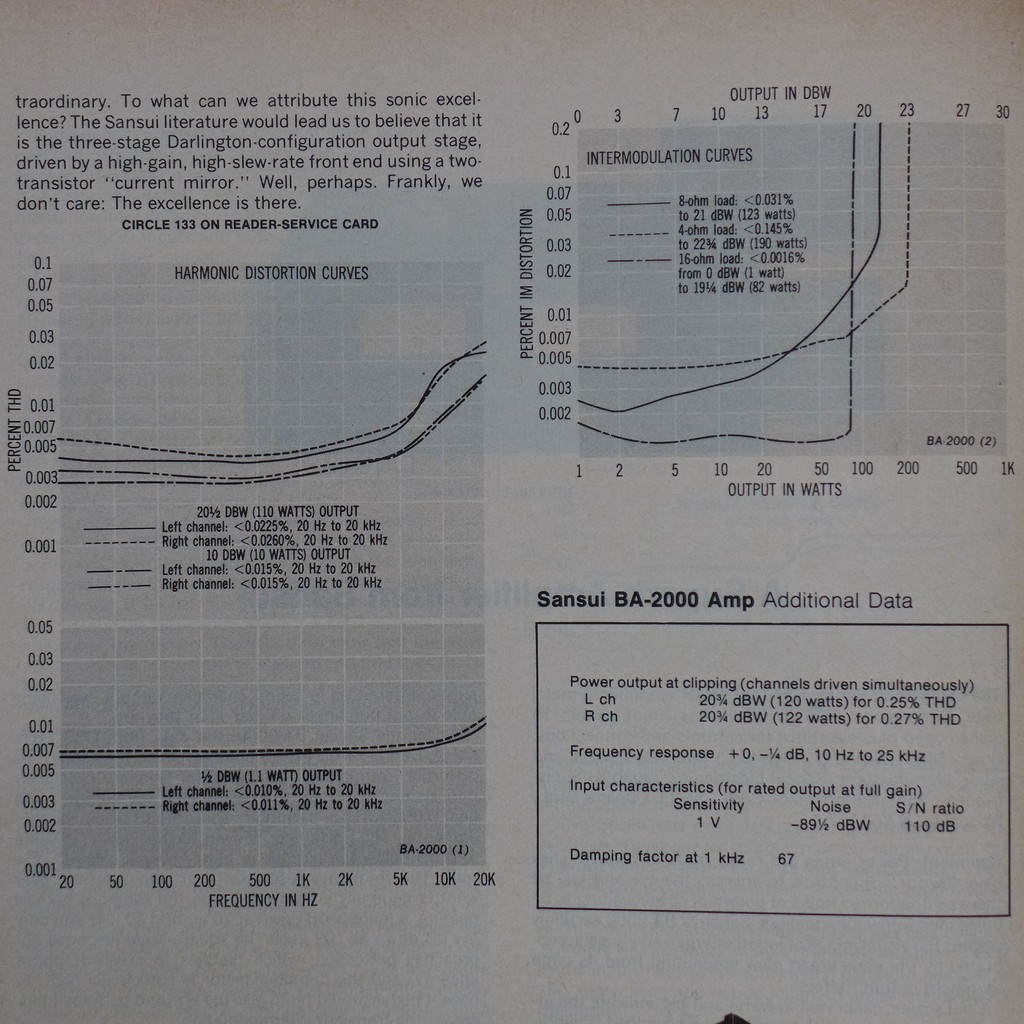 traordinary. To what can we attribute this sonic excel-
lence? The Sansui literature would lead us to believe that it
is the three-stage Darlington-configuration output stage,
driven by a high-gain, high-slew-rate front end using a two-
transistor "current mirror." Well, perhaps. Frankly, we
don't care: The excellence is there.
CIRCLE 133 ON READER-SERVICE CARD
HARMONIC DISTORTION CURVES
PERCENT THD
0.1
0.07
0.05
0.03
0.02
0.01
0.007
0.005
0.003
0.002
0.001
20½ DBW (110 WATTS) OUTPUT
Left channel: <0.0225%, 20 Hz to 20 kHz
Right channel: <0.0260%, 20 Hz to 20 kHz
10 DBW (10 WATTS) OUTPUT
Left channel: <0.015%, 20 Hz to 20 kHz
Right channel: <0.015%, 20 Hz to 20 kHz
0.05
0.03
0.02
0.01
0.007
0.005
0.003
0.002
0.001
½ DBW (1.1 WATT) OUTPUT
Left channel: <0.010%, 20 Hz to 20 kHz
Right channel: <0.011%, 20 Hz to 20 kHz
BA-2000 (1)
20 50 100 200 500 1K 2K 5K 10K 20K
FREQUENCY IN HZ
OUTPUT IN DBW
0 3 7 10 13 17 20 23 27 30
INTERMODULATION CURVES
PERCENT IM DISTORTION
0.2
0.1
0.07
0.05
0.03
0.02
0.01
0.007
0.005
0.003
0.002
8-ohm load: <0.031%
to 21 dBW (123 watts)
4-ohm load: <0.145%
to 22¾ dBW (190 watts)
16-ohm load: <0.0016%
from 0 dBW (1 watt)
to 19¼ dBW (82 watts)
BA-2000 (2)
1 2 5 10 20 50 100 200 500 1K
OUTPUT IN WATTS
Sansui BA-2000 Amp Additional Data
Power output at clipping (channels driven simultaneously)
L ch 20¾ dBW (120 watts) for 0.25% THD
R ch 20¾ dBW (122 watts) for 0.27% THD
Frequency response +0, –¼ dB, 10 Hz to 25 kHz
Input characteristics (for rated output at full gain)
Sensitivity Noise S/N ratio
1 V –89½ dBW 110 dB
Damping factor at 1 kHz 67